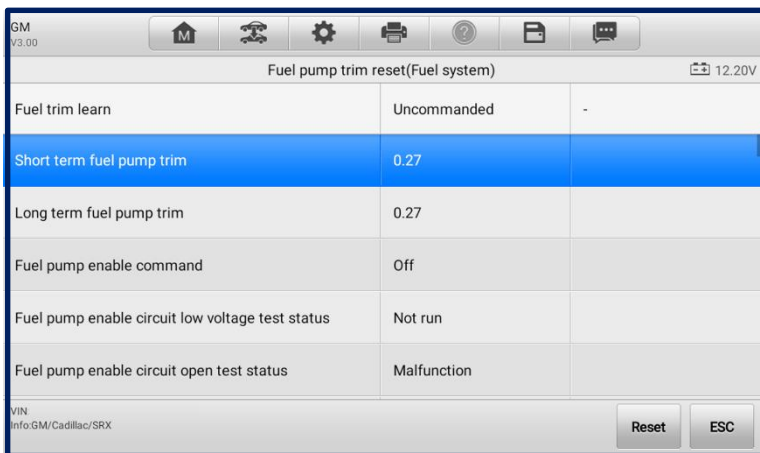 GM
V3.00
M
?
Fuel pump trim reset(Fuel system)
12.20V
Fuel trim learn Uncommanded -
Short term fuel pump trim 0.27
Long term fuel pump trim 0.27
Fuel pump enable command Off
Fuel pump enable circuit low voltage test status Not run
Fuel pump enable circuit open test status Malfunction
VIN
Info:GM/Cadillac/SRX
Reset ESC